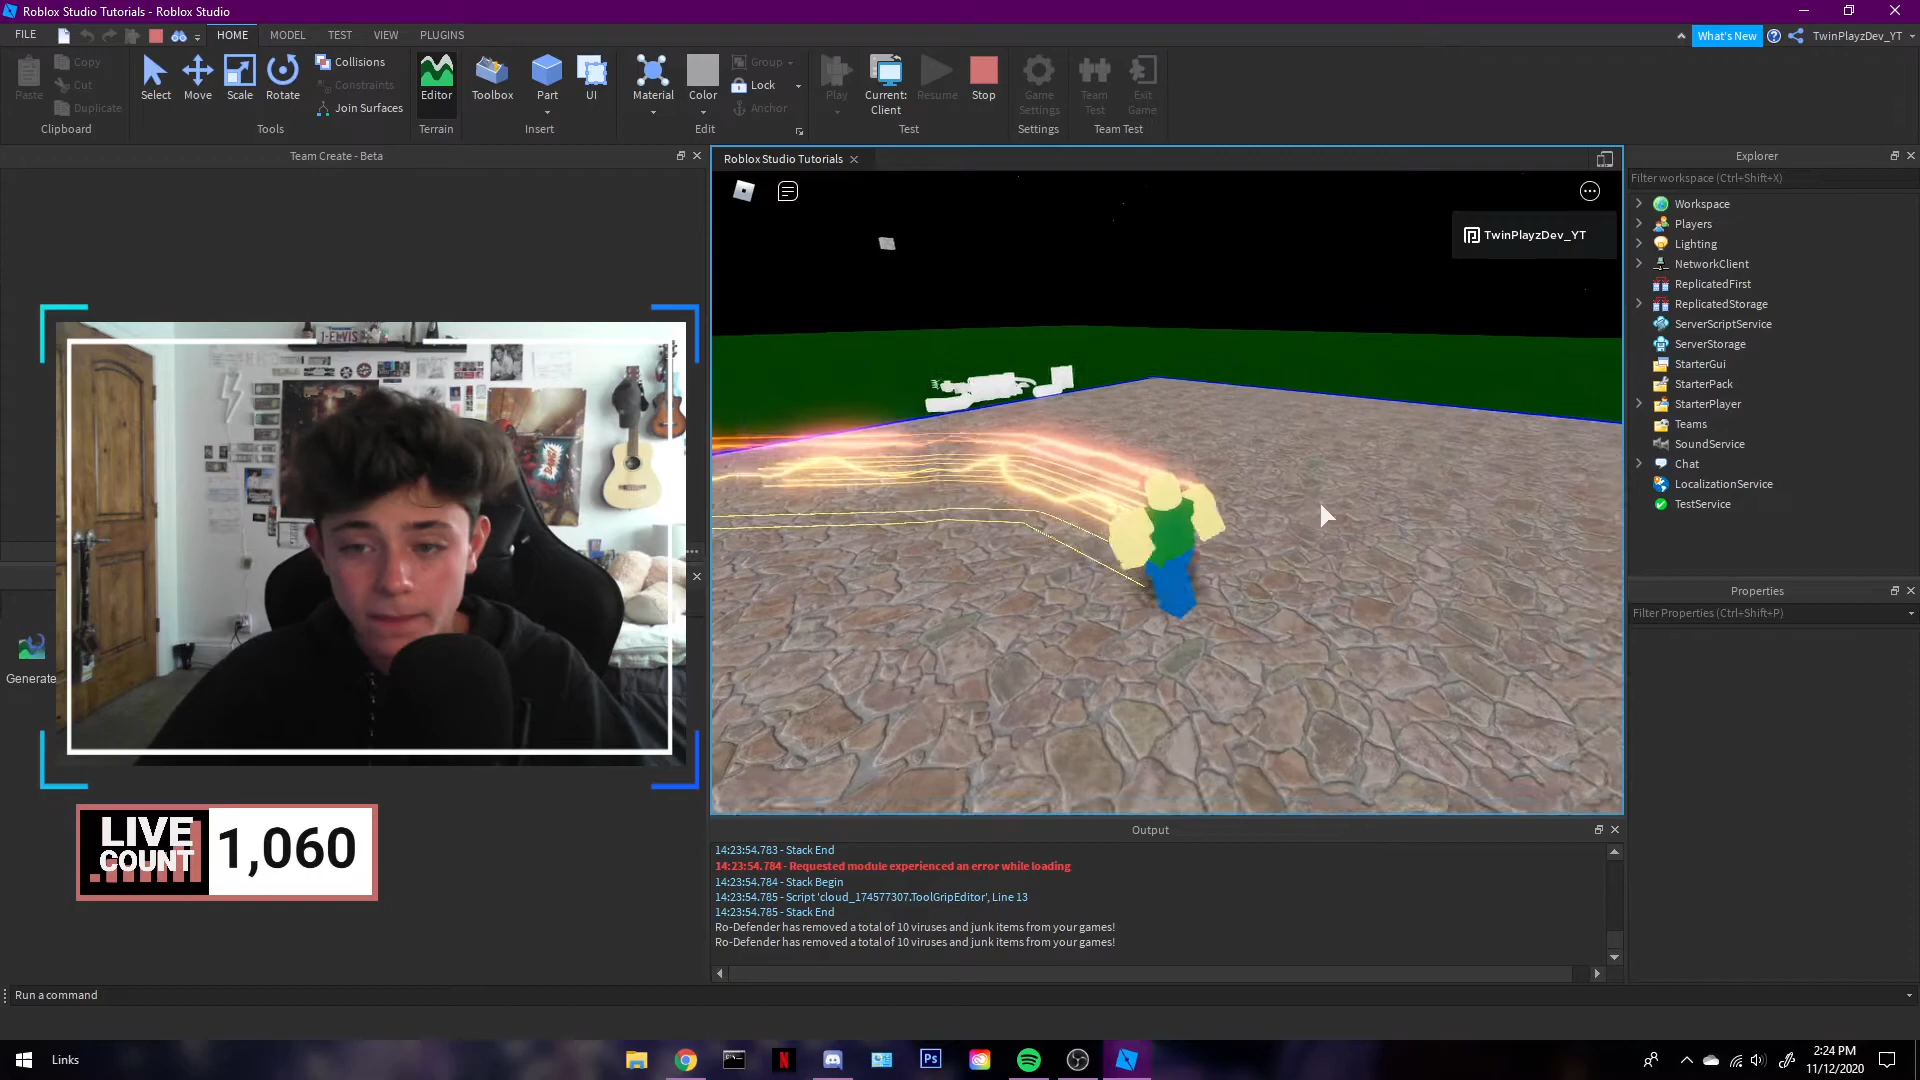 Roblox Studio Tutorials - Roblox Studio
FILE
HOME
MODEL
TEST
VIEW
PLUGINS
What's New
TwinPlayzDev_YT
Paste
Copy
Cut
Duplicate
Clipboard
Select
Move
Scale
Rotate
Collisions
Constraints
Join Surfaces
Tools
Editor
Terrain
Toolbox
Part
UI
Insert
Material
Color
Group
Lock
Anchor
Edit
Play
Current:
Client
Resume
Stop
Test
Game
Settings
Settings
Team
Test
Exit
Game
Team Test
Team Create - Beta
Roblox Studio Tutorials
TwinPlayzDev_YT
Explorer
Filter workspace (Ctrl+Shift+X)
Workspace
Players
Lighting
NetworkClient
ReplicatedFirst
ReplicatedStorage
ServerScriptService
ServerStorage
StarterGui
StarterPack
StarterPlayer
Teams
SoundService
Chat
LocalizationService
TestService
Properties
Filter Properties (Ctrl+Shift+P)
J-ELVIS
Generate
LIVE
COUNT
1,060
Output
14:23:54.783 - Stack End
14:23:54.784 - Requested module experienced an error while loading
14:23:54.784 - Stack Begin
14:23:54.785 - Script 'cloud_174577307.ToolGripEditor', Line 13
14:23:54.785 - Stack End
Ro-Defender has removed a total of 10 viruses and junk items from your games!
Ro-Defender has removed a total of 10 viruses and junk items from your games!
Run a command
Links
N
Ps
2:24 PM
11/12/2020